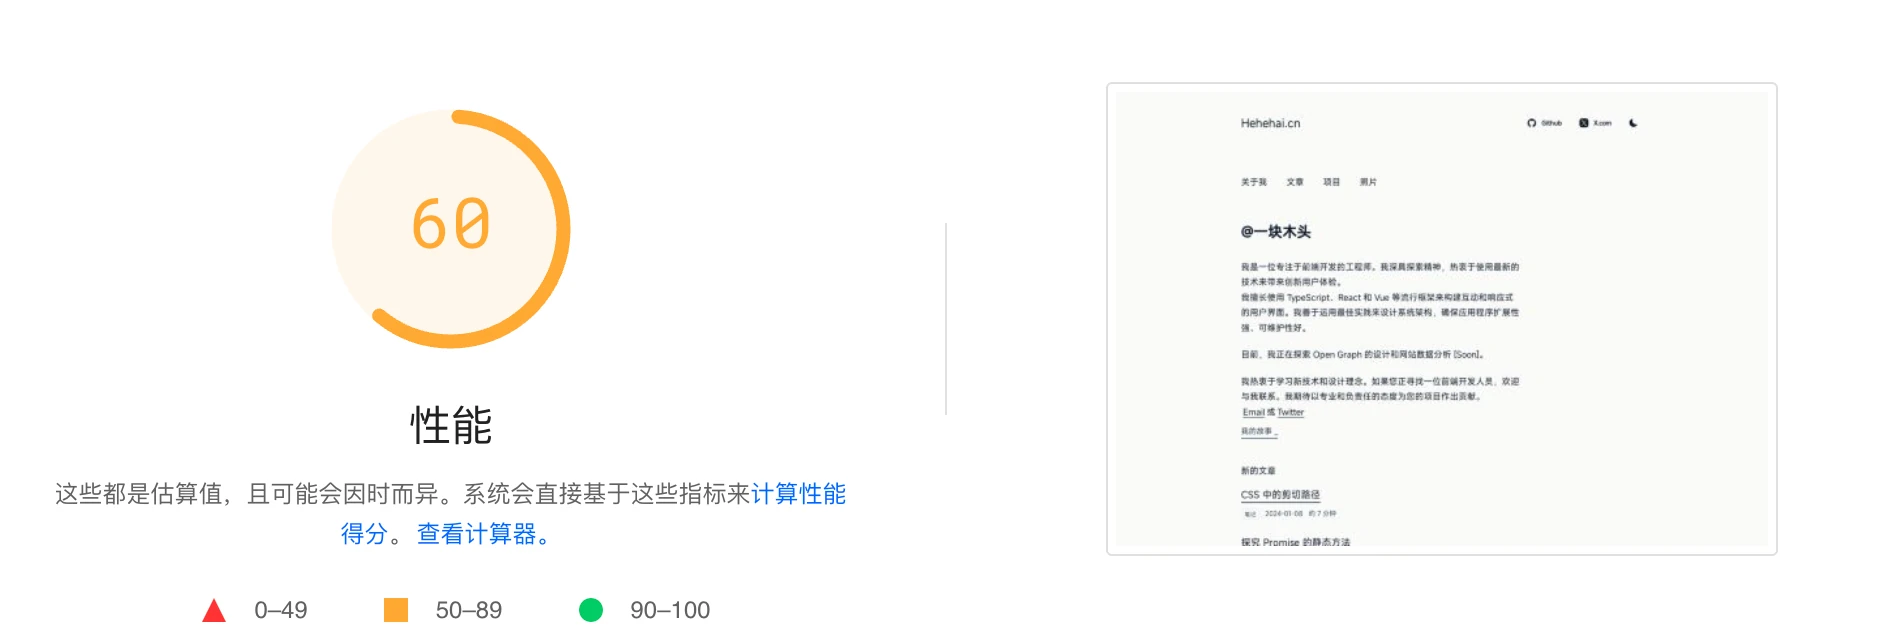 60
性能
这些都是估算值，且可能会因时而异。系统会直接基于这些指标来计算性能
得分。 查看计算器。
0–49 50–89 90–100
Hehehai.cn Github X.com
关于我 文章 项目 照片
@一块木头
我是一位专注于前端开发的工程师。我深具探索精神，热衷于使用最新的
技术来带来创新用户体验。
我擅长使用 TypeScript、React 和 Vue 等流行框架来构建互动和响应式
的用户界面。我善于运用最佳实践来设计系统架构，确保应用程序扩展性
强、可维护性好。
目前，我正在探索 Open Graph 的设计和网站数据分析 [Soon]。
我热衷于学习新技术和设计理念。如果您正寻找一位前端开发人员，欢迎
与我联系。我期待以专业和负责任的态度为您的项目作出贡献。
Email 或 Twitter
我的故事 _
新的文章
CSS 中的剪切路径
笔记 2024-01-08 约 7 分钟
探究 Promise 的静态方法